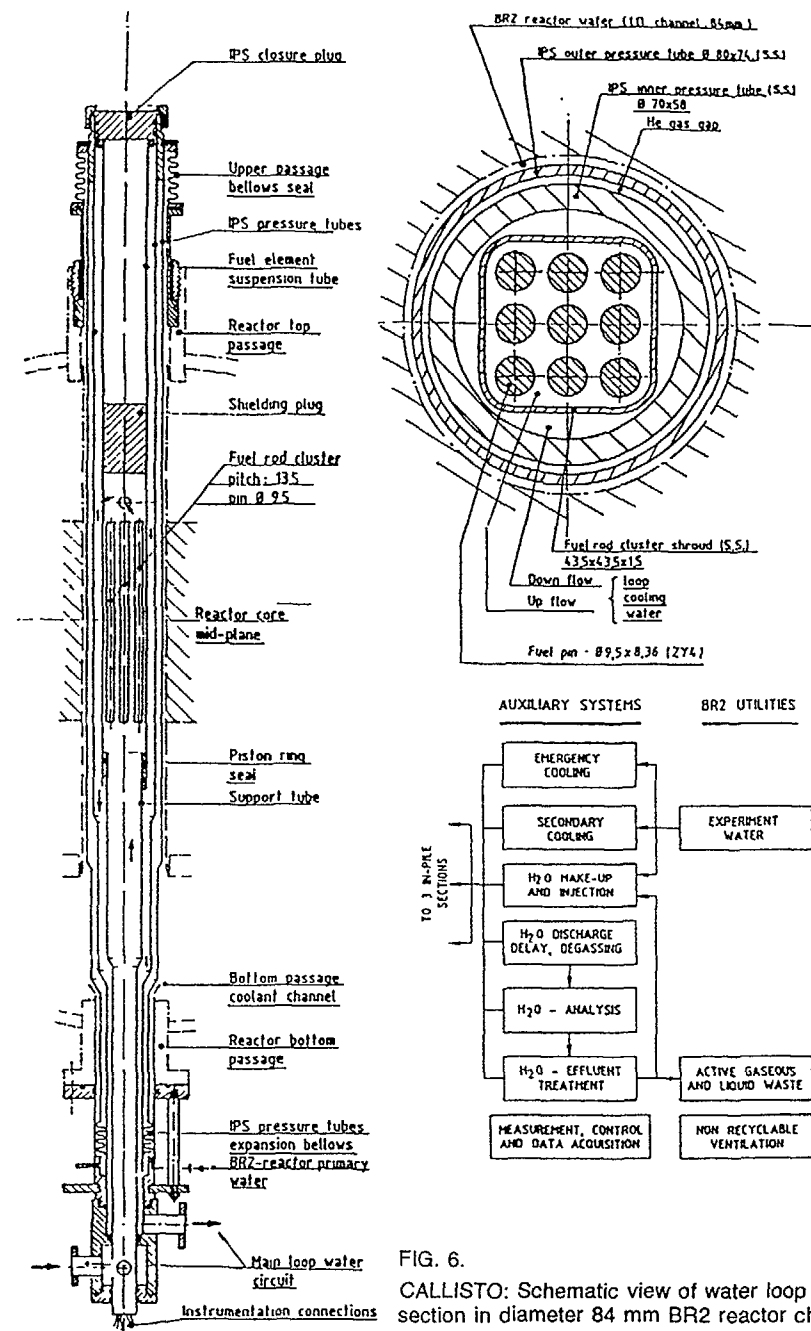 IPS closure plug
Upper passage
bellows seal
IPS pressure tubes
Fuel element
suspension tube
Reactor top
passage
Shielding plug
Fuel rod cluster
pitch: 13.5
pin Ø 9.5
Reactor core
mid-plane
Piston ring
seal
Support tube
Bottom passage
coolant channel
Reactor bottom
passage
IPS pressure tubes
expansion bellows
BR2-reactor primary
water
Main loop water
circuit
Instrumentation connections
BR2 reactor water (I.D. channel 84mm)
IPS outer pressure tube Ø 80x74 (S.S.)
IPS inner pressure tube (S.S.)
Ø 70x58
He gas gap
Fuel rod cluster shroud (S.S.)
43,5x43,5x1,5
Down flow
Up flow
loop
cooling
water
Fuel pin - Ø9,5 x 8,36 (ZY4)
AUXILIARY SYSTEMS
BR2 UTILITIES
EMERGENCY
COOLING
SECONDARY
COOLING
EXPERIMENT
WATER
TO 3 IN-PILE
SECTIONS
H2O MAKE-UP
AND INJECTION
H2O DISCHARGE
DELAY, DEGASSING
H2O - ANALYSIS
H2O - EFFLUENT
TREATMENT
ACTIVE GASEOUS
AND LIQUID WASTE
MEASUREMENT, CONTROL
AND DATA ACQUISITION
NON RECYCLABLE
VENTILATION
FIG. 6.
CALLISTO: Schematic view of water loop
section in diameter 84 mm BR2 reactor